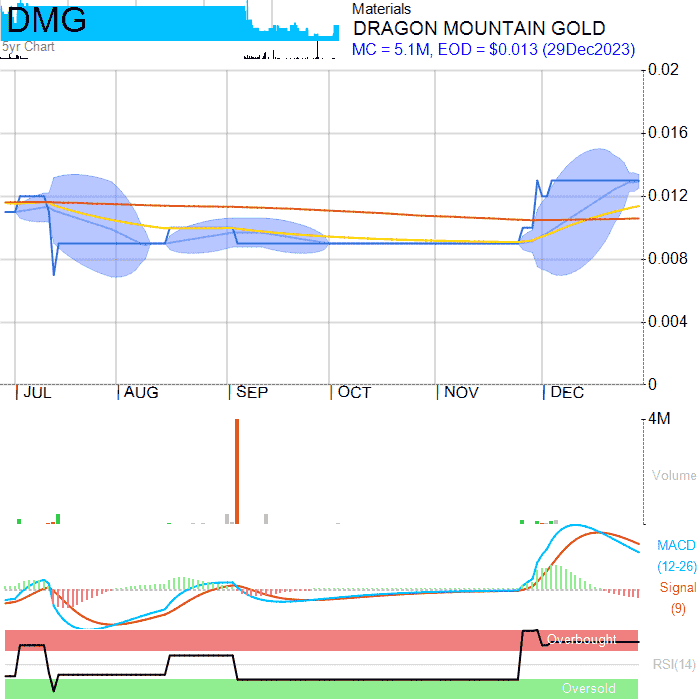 DMG
5yr Chart
Materials
DRAGON MOUNTAIN GOLD
MC = 5.1M, EOD = $0.013 (29Dec2023)
0.02
0.016
0.012
0.008
0.004
0
JUL AUG SEP OCT NOV DEC
4M
Volume
MACD
(12-26)
Signal
(9)
Overbought
RSI(14)
Oversold